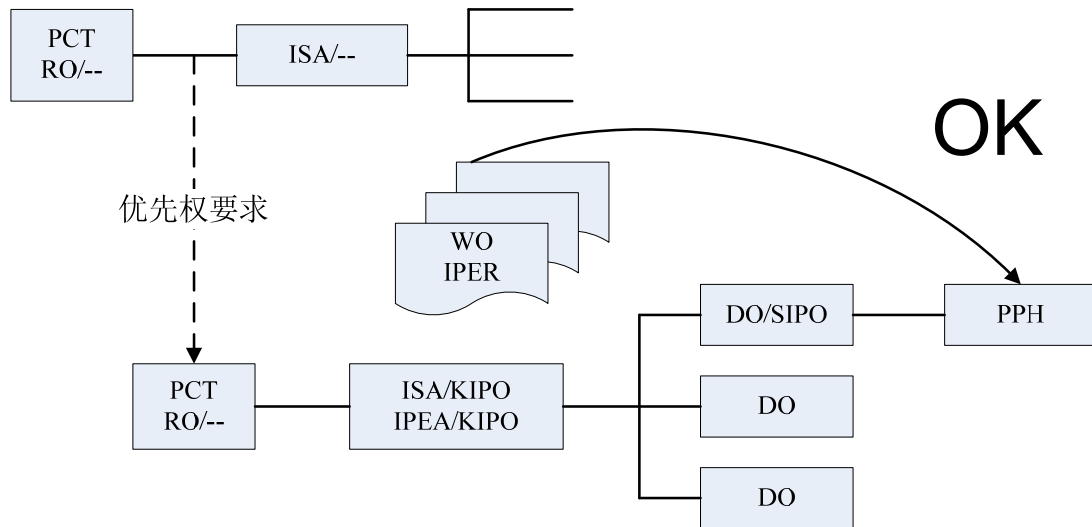 PCT
RO/--
ISA/--
OK
优先权要求
WO
IPER
DO/SIPO
PPH
PCT
RO/--
ISA/KIPO
IPEA/KIPO
DO
DO